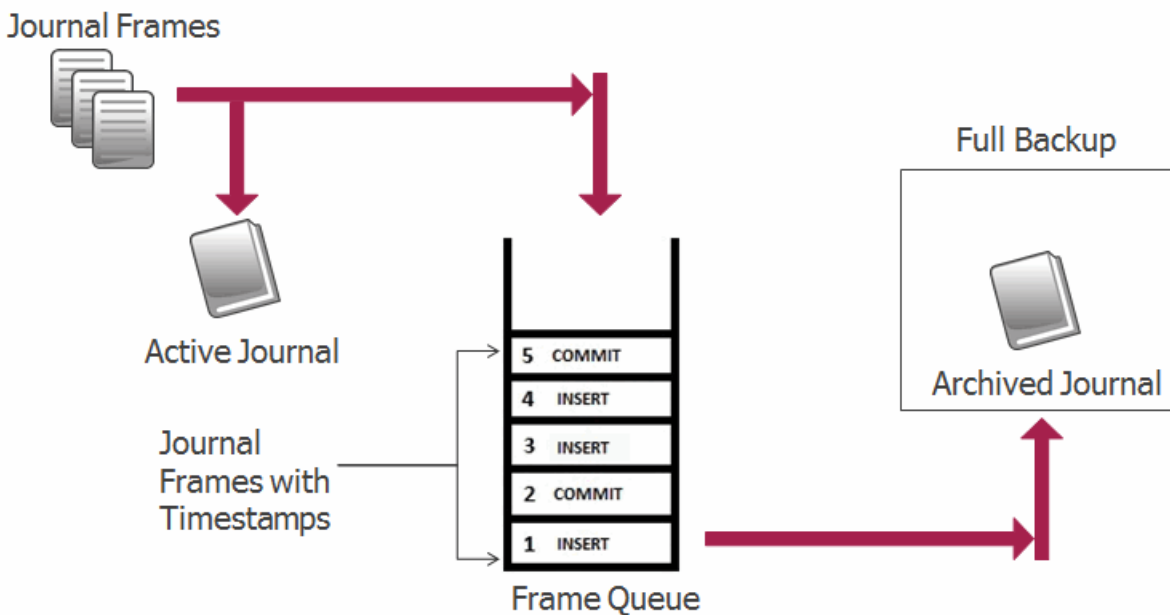 Journal Frames
Full Backup
Active Journal
Archived Journal
5 COMMIT
4 INSERT
3 INSERT
2 COMMIT
1 INSERT
Journal
Frames with
Timestamps
Frame Queue